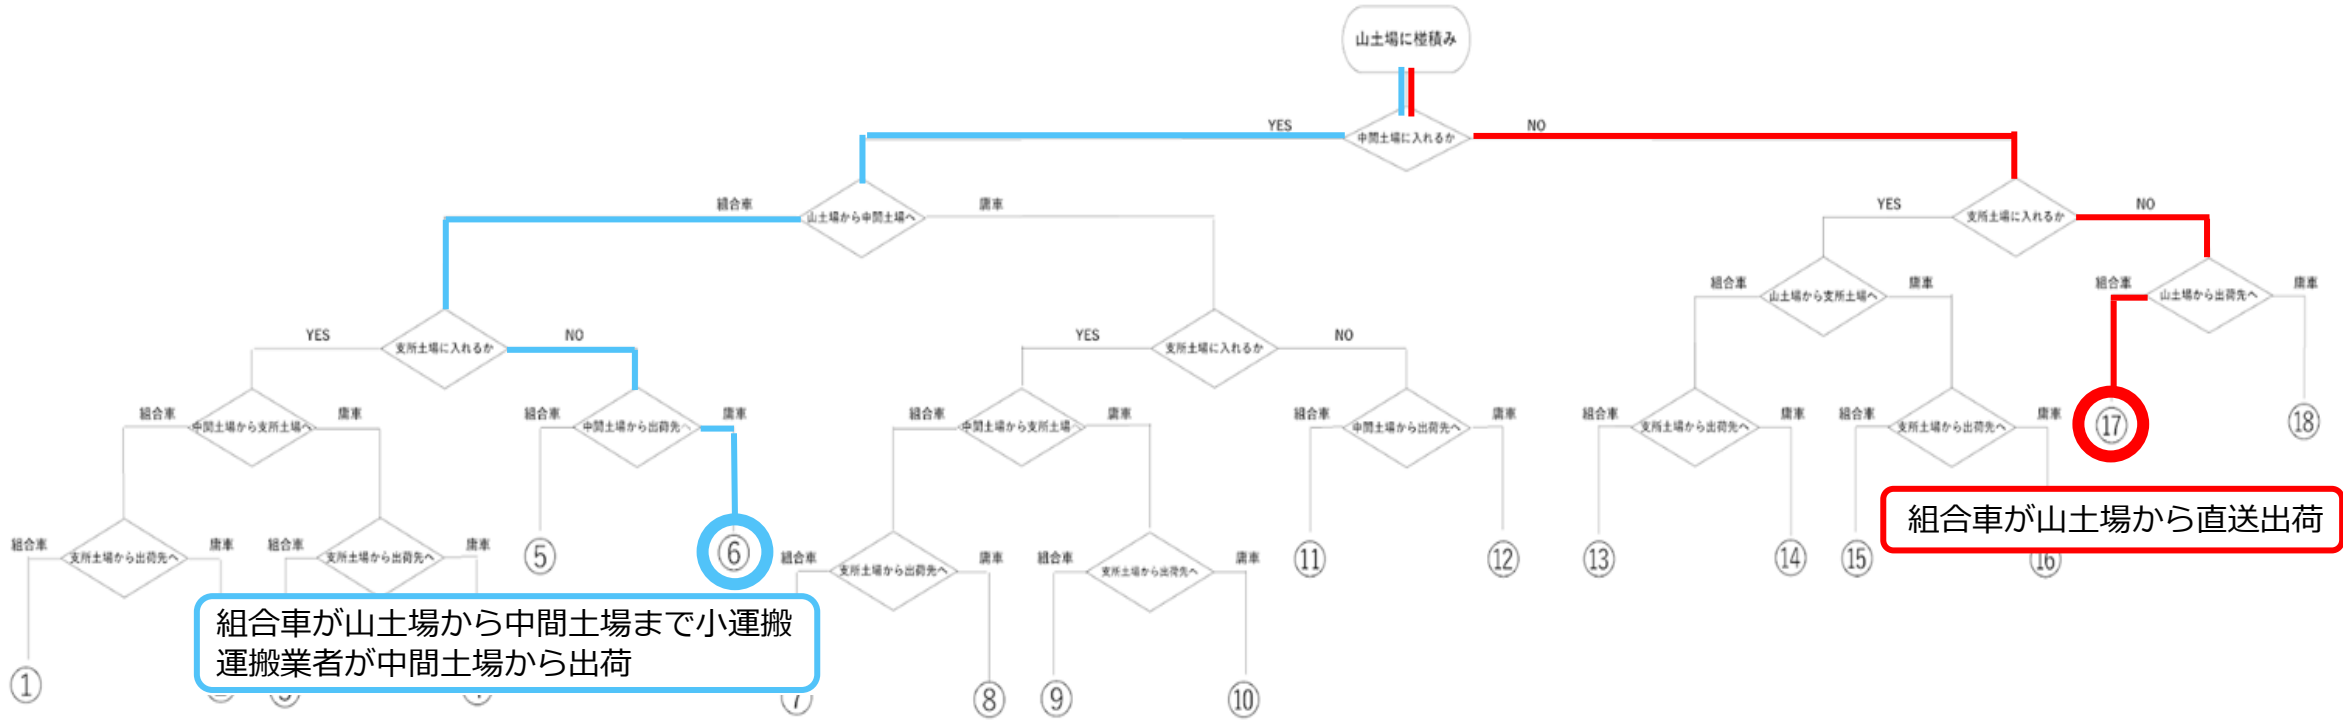 山土場に椪積み
YES
中間土場に入れるか
NO
組合車
山土場から中間土場へ
庸車
YES
支所土場に入れるか
NO
YES
支所土場に入れるか
NO
YES
支所土場に入れるか
NO
組合車
山土場から支所土場へ
庸車
組合車
山土場から出荷先へ
庸車
組合車
中間土場から支所土場へ
庸車
組合車
中間土場から出荷先へ
庸車
組合車
中間土場から支所土場へ
庸車
組合車
中間土場から出荷先へ
庸車
組合車
支所土場から出荷先へ
庸車
組合車
支所土場から出荷先へ
庸車
⑰
⑱
組合車が山土場から直送出荷
組合車
支所土場から出荷先へ
庸車
組合車
支所土場から出荷先へ
庸車
⑤
⑥
組合車
支所土場から出荷先へ
庸車
組合車
支所土場から出荷先へ
庸車
⑪
⑫
⑬
⑭
⑮
⑯
組合車が山土場から中間土場まで小運搬
運搬業者が中間土場から出荷
①
⑦
⑧
⑨
⑩